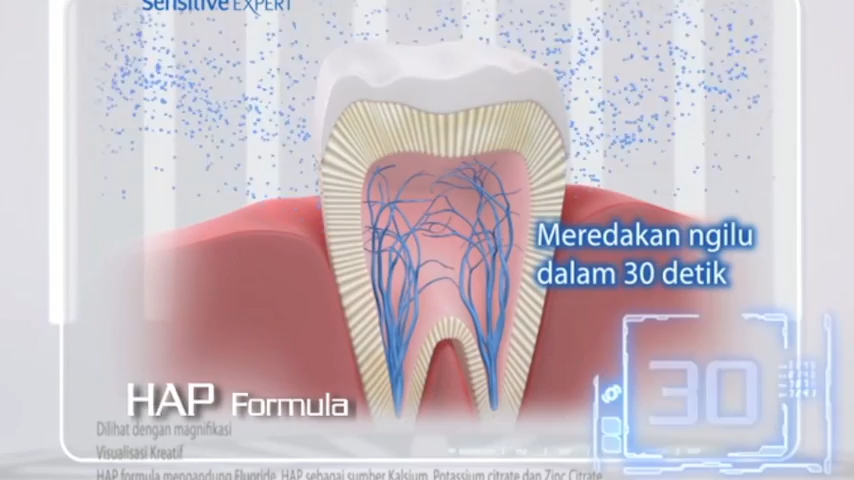 Sensitive EXPERT
Meredakan ngilu
dalam 30 detik
30
HAP Formula
Dilihat dengan magnifikasi
Visualisasi Kreatif
HAP formula mengandung Fluoride, HAP sebagai sumber Kalsium, Potassium citrate dan Zinc Citrate